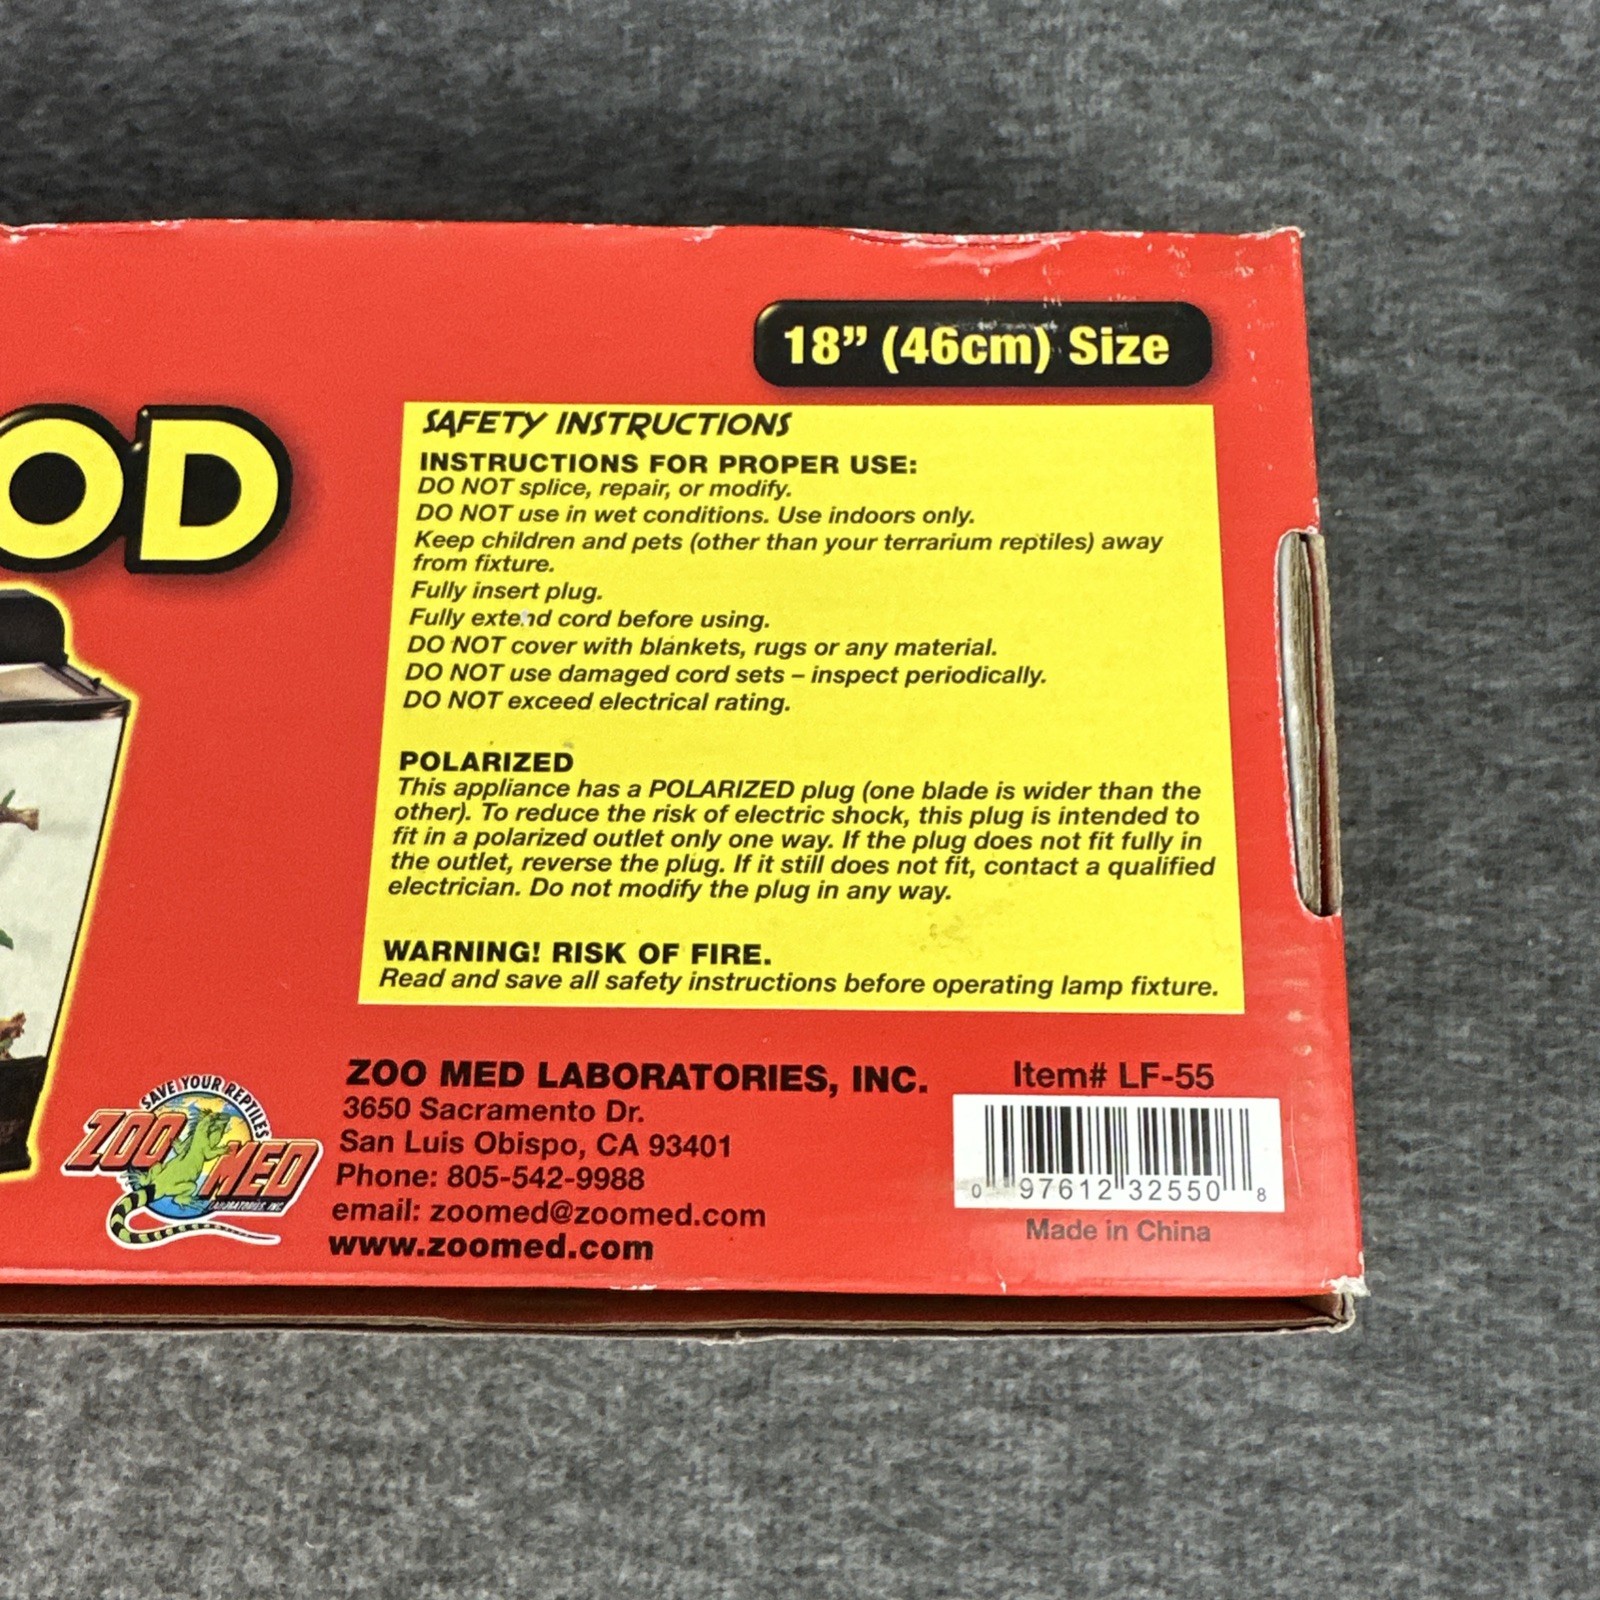 18” (46cm) Size
OD
SAFETY INSTRUCTIONS
INSTRUCTIONS FOR PROPER USE:
DO NOT splice, repair, or modify.
DO NOT use in wet conditions. Use indoors only.
Keep children and pets (other than your terrarium reptiles) away
from fixture.
Fully insert plug.
Fully extend cord before using.
DO NOT cover with blankets, rugs or any material.
DO NOT use damaged cord sets – inspect periodically.
DO NOT exceed electrical rating.
POLARIZED
This appliance has a POLARIZED plug (one blade is wider than the
other). To reduce the risk of electric shock, this plug is intended to
fit in a polarized outlet only one way. If the plug does not fit fully in
the outlet, reverse the plug. If it still does not fit, contact a qualified
electrician. Do not modify the plug in any way.
WARNING! RISK OF FIRE.
Read and save all safety instructions before operating lamp fixture.
SAVE YOUR REPTILES
ZOO MED
LABORATORIES, INC.
ZOO MED LABORATORIES, INC.
3650 Sacramento Dr.
San Luis Obispo, CA 93401
Phone: 805-542-9988
email: zoomed@zoomed.com
www.zoomed.com
Item# LF-55
0 97612 32550 8
Made in China